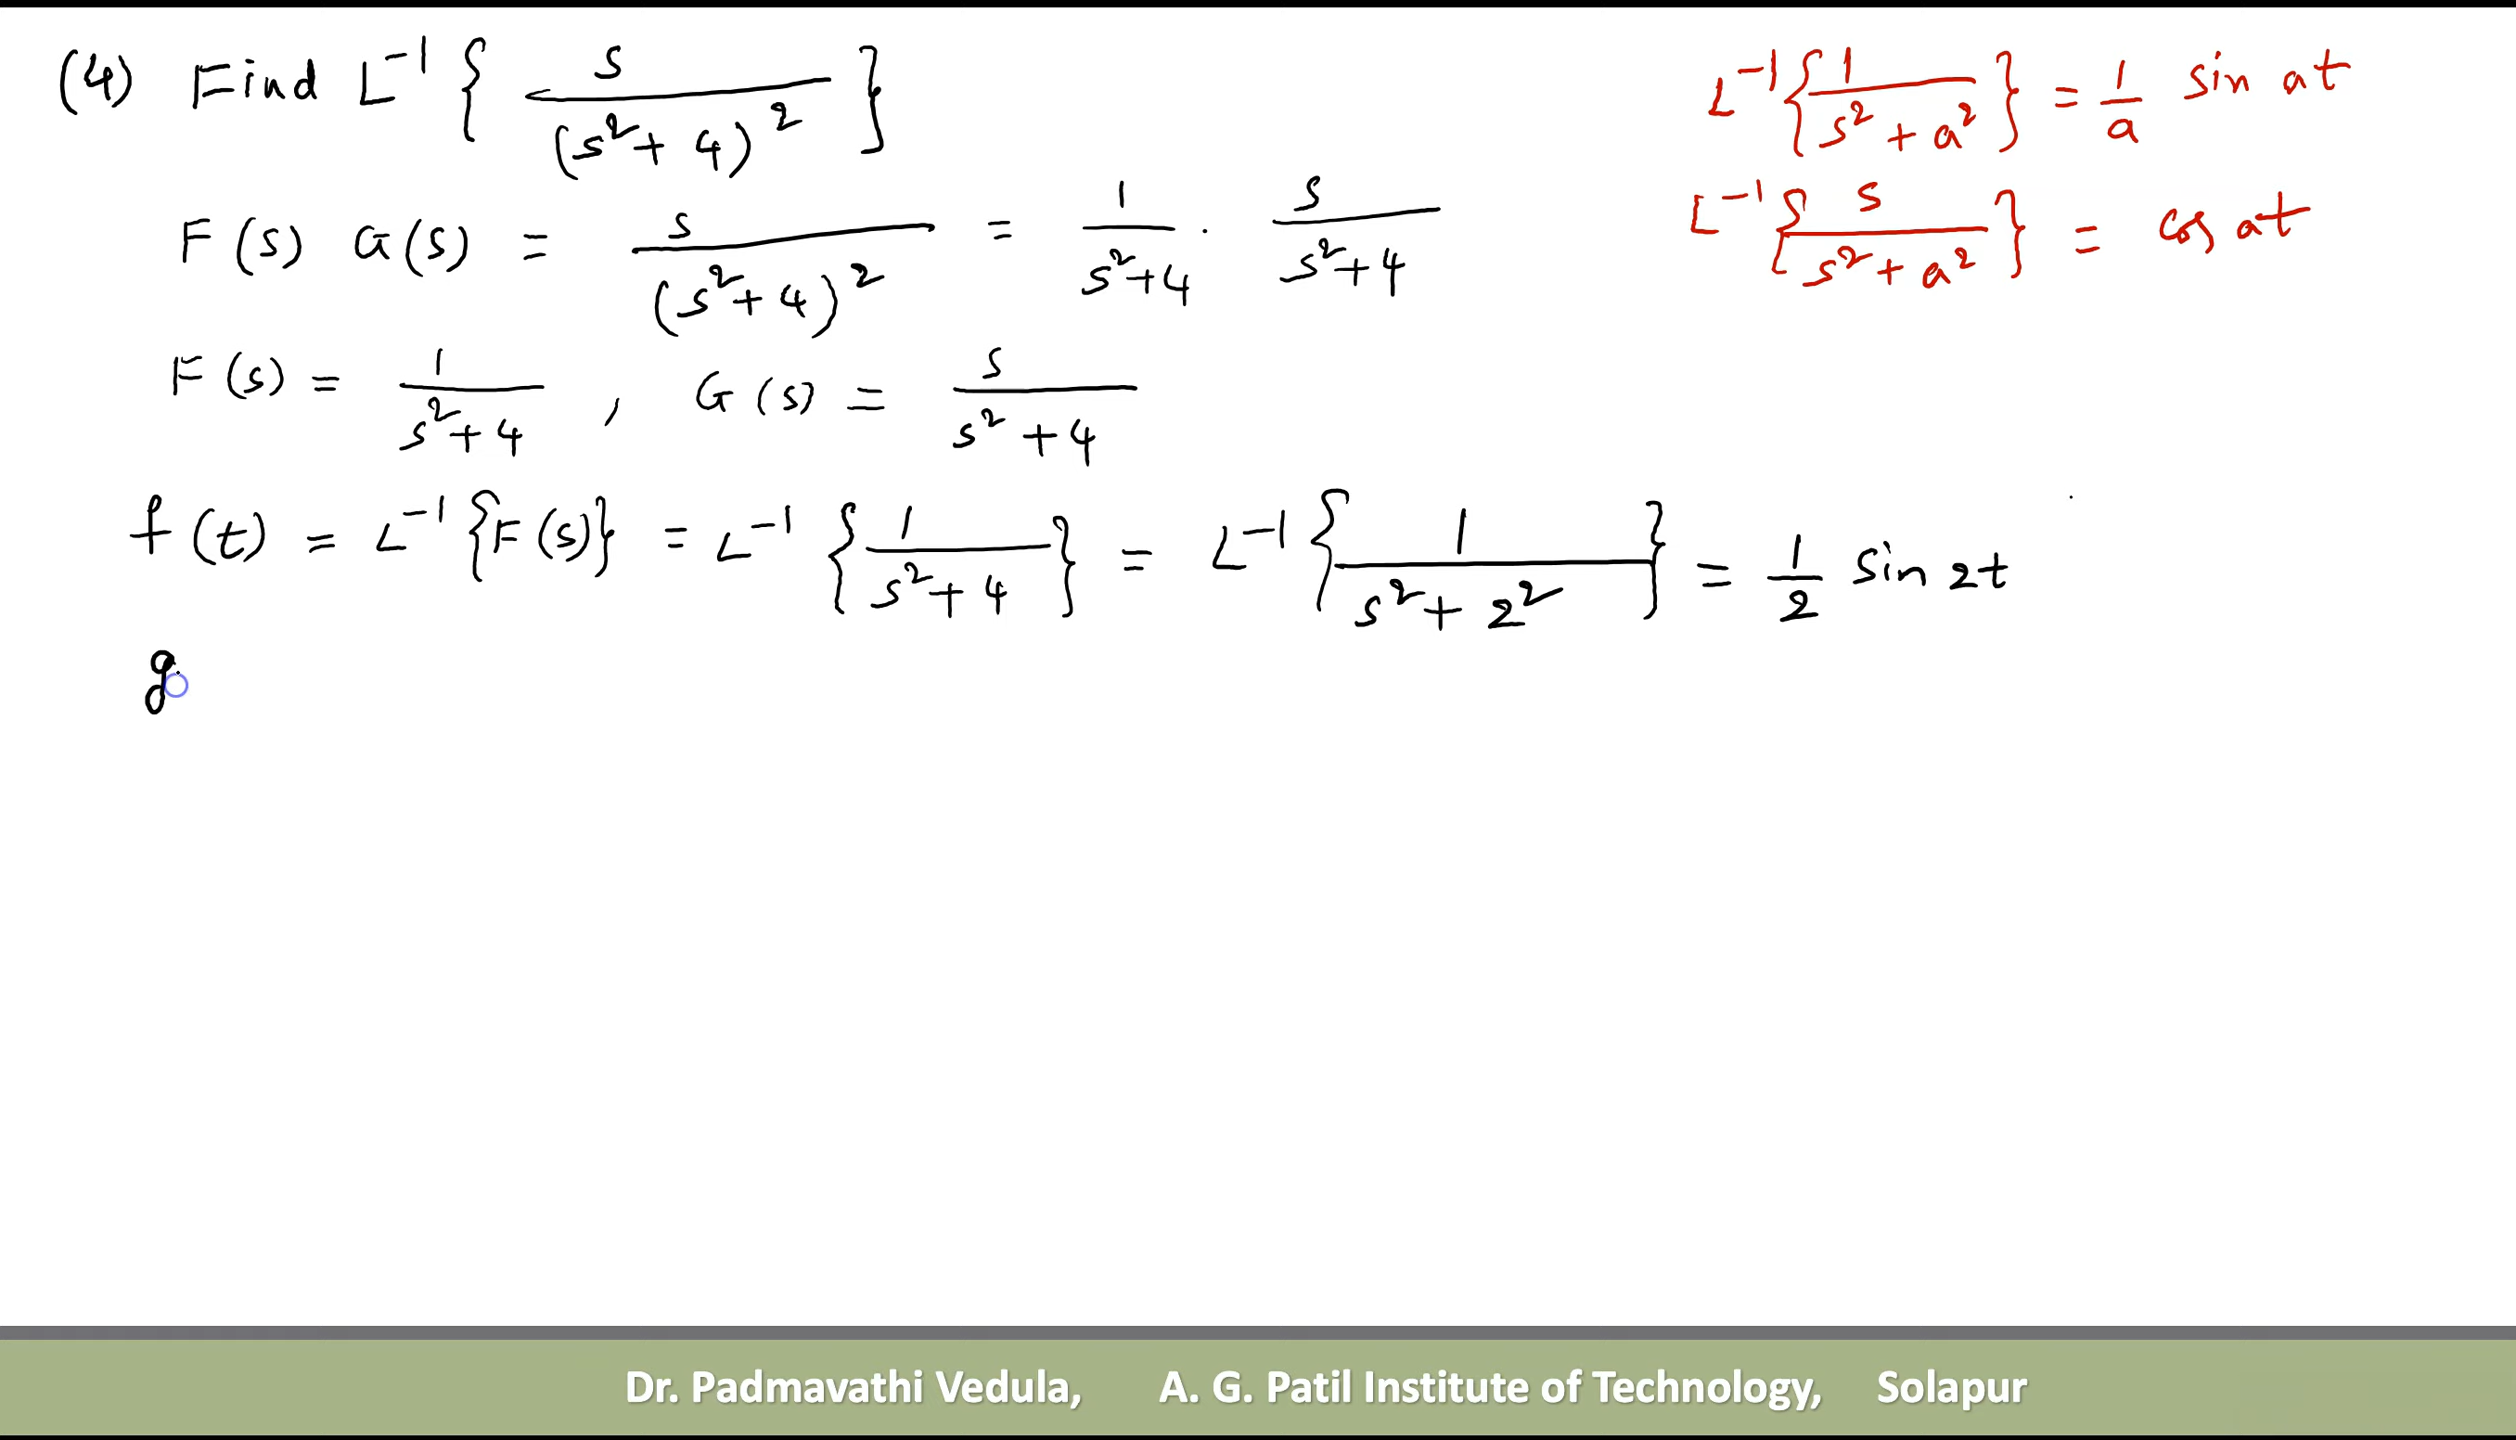 (4) Find L⁻¹ { s / (s² + 4)² }
L⁻¹ { 1 / s² + a² } = 1/a sin at
F(s) G(s) = s / (s² + 4)² = 1 / s²+4 · s / s²+4
L⁻¹ { s / s² + a² } = cos at
F(s) = 1 / s²+4 , G(s) = s / s² + 4
f(t) = L⁻¹ {F(s)} = L⁻¹ { 1 / s² + 4 } = L⁻¹ { 1 / s² + 2² } = 1/2 sin 2t
g
Dr. Padmavathi Vedula, A. G. Patil Institute of Technology, Solapur